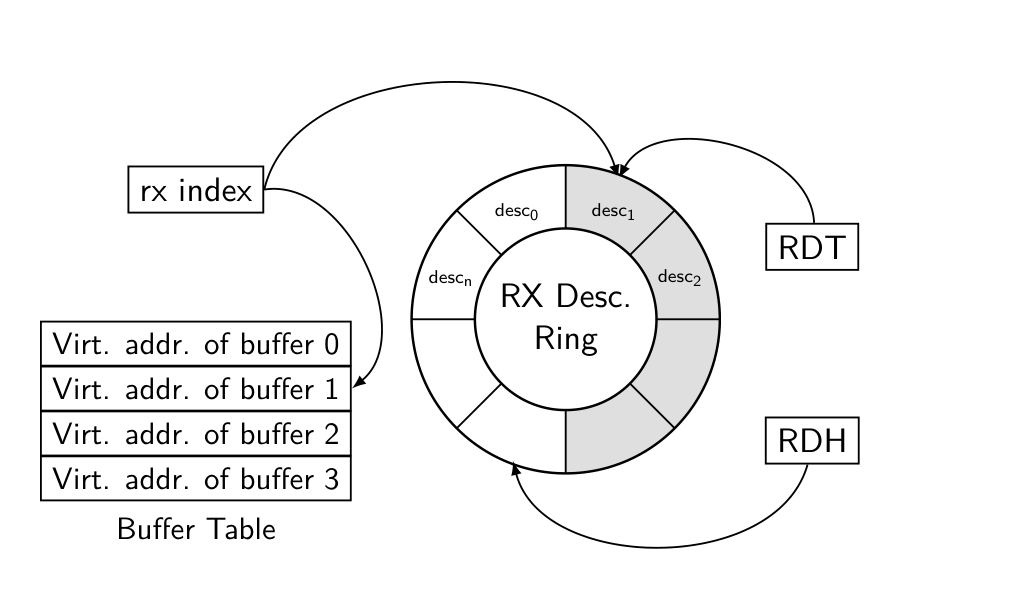 rx index
desc0
desc1
descn
desc2
RDT
RX Desc.
Ring
Virt. addr. of buffer 0
Virt. addr. of buffer 1
Virt. addr. of buffer 2
Virt. addr. of buffer 3
RDH
Buffer Table